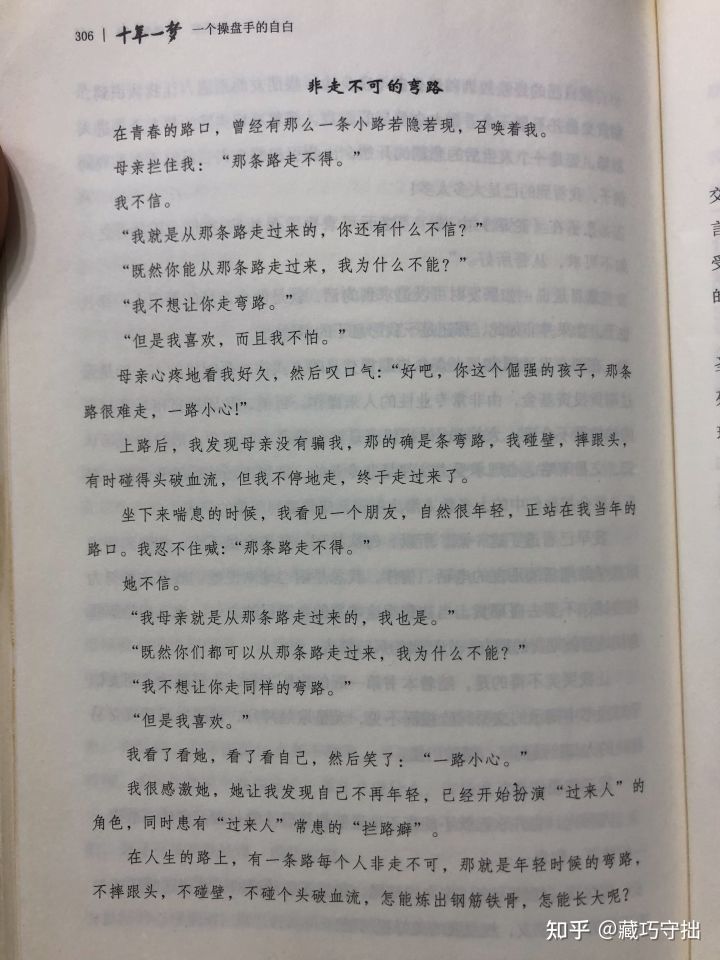 306 | 十年一梦 一个操盘手的自白
非走不可的弯路
在青春的路口，曾经有那么一条小路若隐若现，召唤着我。
母亲拦住我：“那条路走不得。”
我不信。
“我就是从那条路走过来的，你还有什么不信？”
“既然你能从那条路走过来，我为什么不能？”
“我不想让你走弯路。”
“但是我喜欢，而且我不怕。”
母亲心疼地看我好久，然后叹口气：“好吧，你这个倔强的孩子，那条
路很难走，一路小心！”
上路后，我发现母亲没有骗我，那的确是条弯路，我碰壁，摔跟头，
有时碰得头破血流，但我不停地走，终于走过来了。
坐下来喘息的时候，我看见一个朋友，自然很年轻，正站在我当年的
路口。我忍不住喊：“那条路走不得。”
她不信。
“我母亲就是从那条路走过来的，我也是。”
“既然你们都可以从那条路走过来，我为什么不能？”
“我不想让你走同样的弯路。”
“但是我喜欢。”
我看了看她，看了看自己，然后笑了：“一路小心。”
我很感激她，她让我发现自己不再年轻，已经开始扮演“过来人”的
角色，同时患有“过来人”常患的“拦路癖”。
在人生的路上，有一条路每个人非走不可，那就是年轻时候的弯路，
不摔跟头，不碰壁，不碰个头破血流，怎能炼出钢筋铁骨，怎能长大呢？
交
言
受
的
知乎 @藏巧守拙